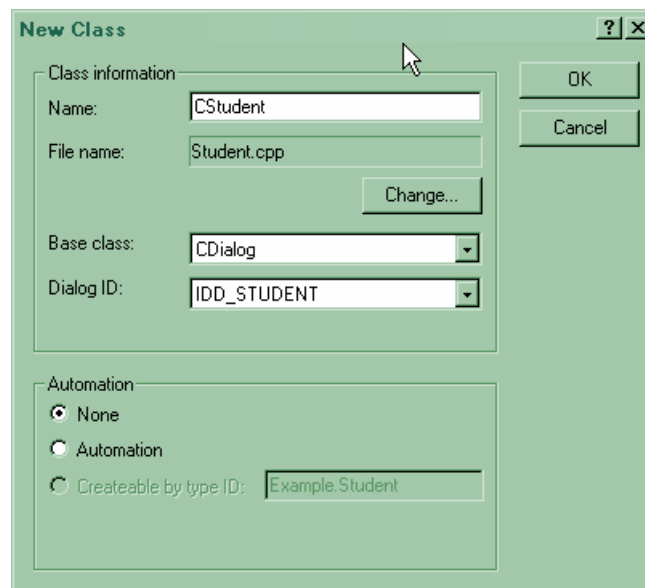 New Class
Class information
Name: CStudent
File name: Student.cpp
Change...
Base class: CDialog
Dialog ID: IDD_STUDENT
OK
Cancel
Automation
None
Automation
Createable by type ID: Example.Student